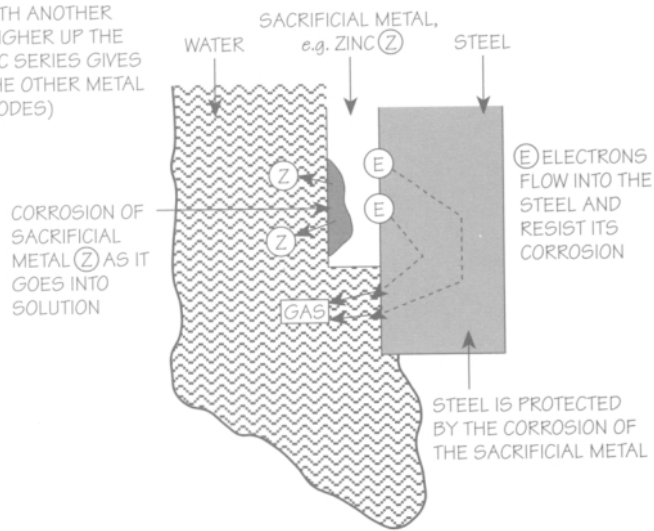 TH ANOTHER
IGHER UP THE
C SERIES GIVES
HE OTHER METAL
ODES)
WATER
SACRIFICIAL METAL,
e.g. ZINC Z
STEEL
Z
Z
E
E
E ELECTRONS
FLOW INTO THE
STEEL AND
RESIST ITS
CORROSION
CORROSION OF
SACRIFICIAL
METAL Z AS IT
GOES INTO
SOLUTION
GAS
STEEL IS PROTECTED
BY THE CORROSION OF
THE SACRIFICIAL METAL